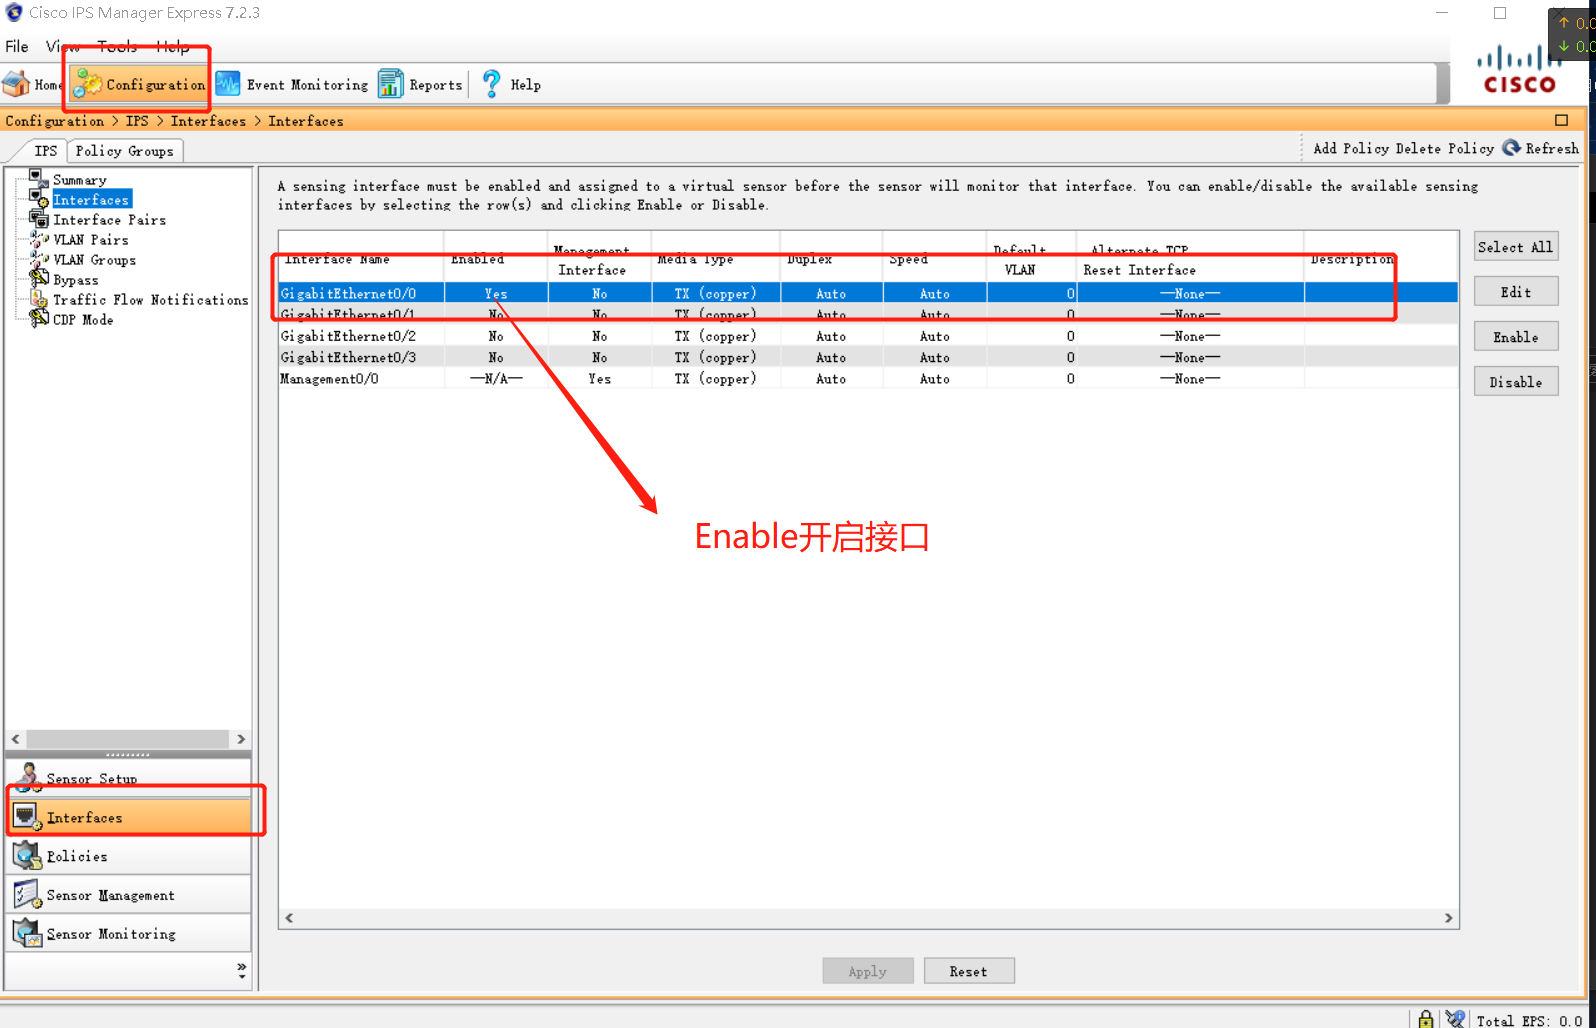 Cisco IPS Manager Express 7.2.3
File View Tools Help
Home Configuration Event Monitoring Reports Help
CISCO
Configuration > IPS > Interfaces > Interfaces
IPS Policy Groups
Add Policy Delete Policy Refresh
Summary
Interfaces
Interface Pairs
VLAN Pairs
VLAN Groups
Bypass
Traffic Flow Notifications
CDP Mode
A sensing interface must be enabled and assigned to a virtual sensor before the sensor will monitor that interface. You can enable/disable the available sensing
interfaces by selecting the row(s) and clicking Enable or Disable.
Interface Name Enabled Management Interface Media Type Duplex Speed Default VLAN Alternate TCP Reset Interface Description
GigabitEthernet0/0 Yes No TX (copper) Auto Auto 0 —None—
GigabitEthernet0/1 No No TX (copper) Auto Auto 0 —None—
GigabitEthernet0/2 No No TX (copper) Auto Auto 0 —None—
GigabitEthernet0/3 No No TX (copper) Auto Auto 0 —None—
Management0/0 —N/A— Yes TX (copper) Auto Auto 0 —None—
Select All
Edit
Enable
Disable
Enable开启接口
Sensor Setup
Interfaces
Policies
Sensor Management
Sensor Monitoring
Apply Reset
Total EPS: 0.0